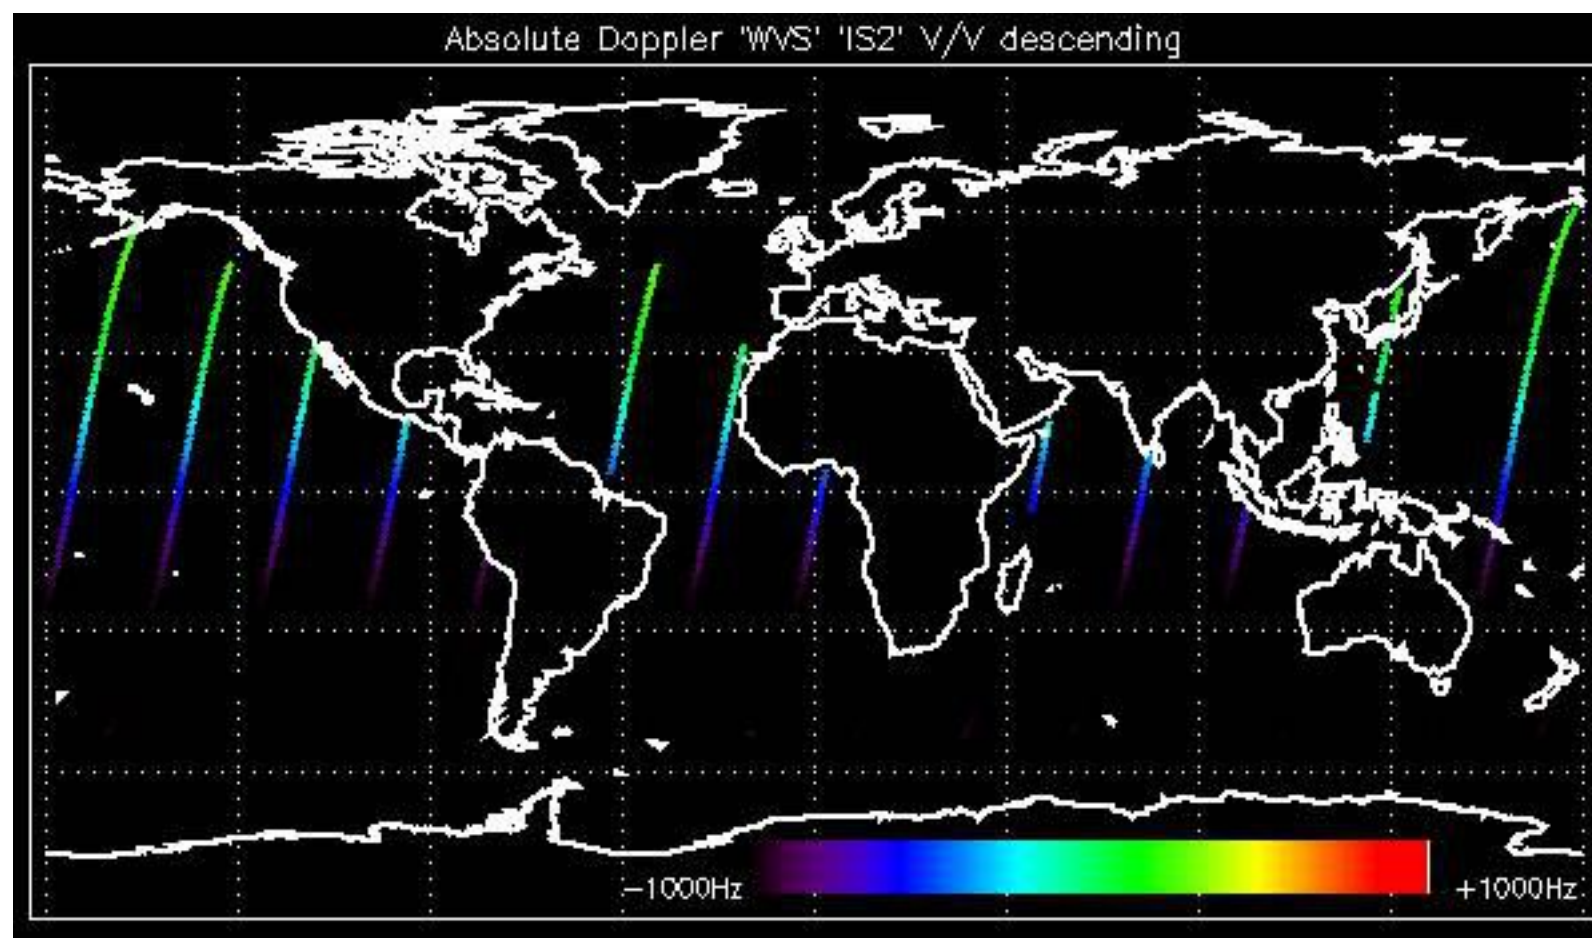 Absolute Doppler 'WVS' 'IS2' V/V descending
−1000Hz +1000Hz